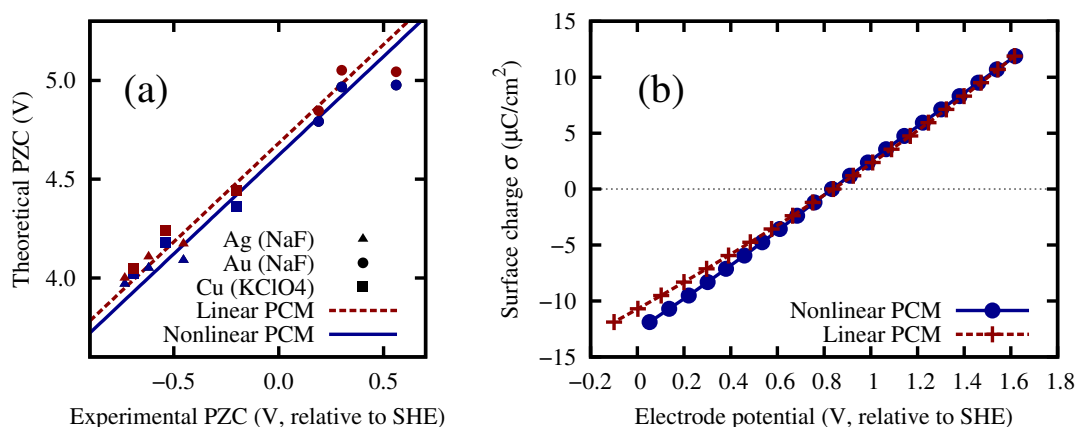 (a)
Theoretical PZC (V)
5.0
4.5
4.0
Ag (NaF)
Au (NaF)
Cu (KClO4)
Linear PCM
Nonlinear PCM
−0.5 0.0 0.5
Experimental PZC (V, relative to SHE)
(b)
Surface charge σ (μC/cm²)
15
10
5
0
−5
−10
−15
Nonlinear PCM
Linear PCM
−0.2 0 0.2 0.4 0.6 0.8 1 1.2 1.4 1.6 1.8
Electrode potential (V, relative to SHE)